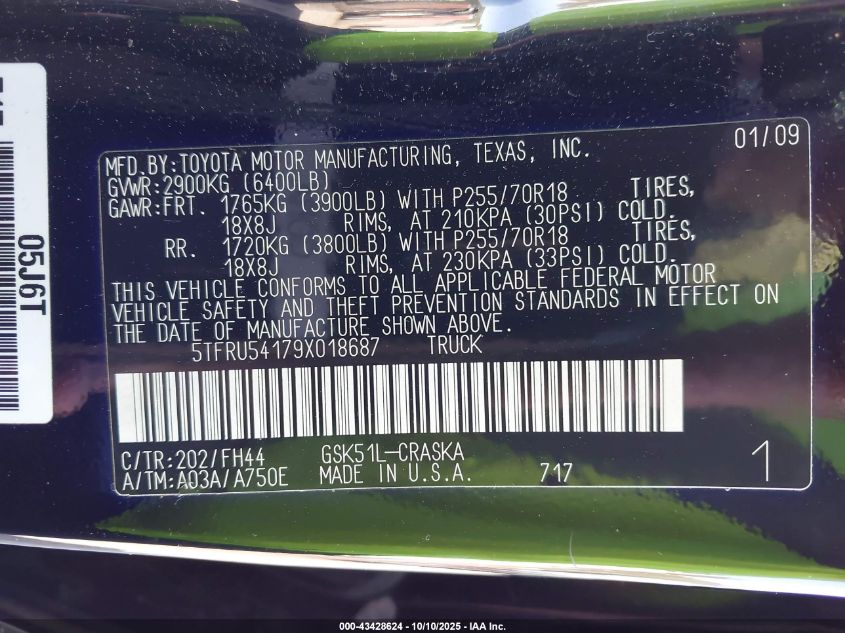 05J6T
01/09
MFD.BY:TOYOTA MOTOR MANUFACTURING, TEXAS, INC.
GVWR:2900KG (6400LB)
GAWR:FRT. 1765KG (3900LB) WITH P255/70R18 TIRES,
18X8J RIMS, AT 210KPA (30PSI) COLD.
RR. 1720KG (3800LB) WITH P255/70R18 TIRES,
18X8J RIMS, AT 230KPA (33PSI) COLD.
THIS VEHICLE CONFORMS TO ALL APPLICABLE FEDERAL MOTOR
VEHICLE SAFETY AND THEFT PREVENTION STANDARDS IN EFFECT ON
THE DATE OF MANUFACTURE SHOWN ABOVE.
5TFRU54179X018687 TRUCK
C/TR:202/FH44 GSK51L-CRASKA
A/TM:A03A/A750E MADE IN U.S.A. 717
1
000-43428624 - 10/10/2025 - IAA Inc.